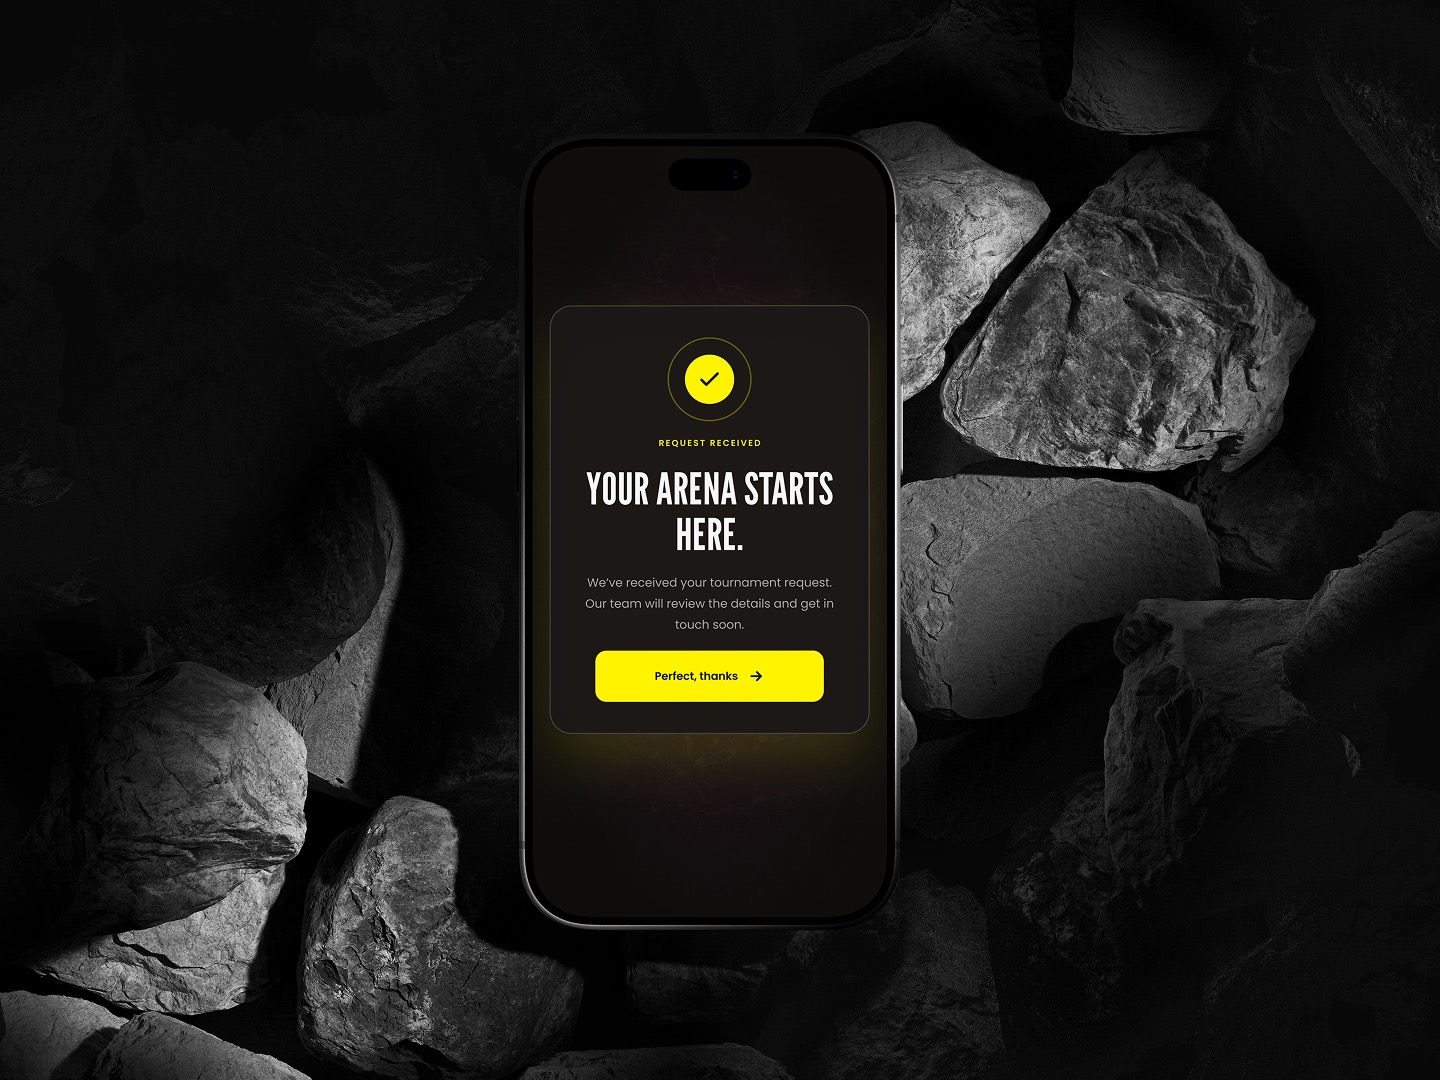 REQUEST RECEIVED
YOUR ARENA STARTS
HERE.
We’ve received your tournament request.
Our team will review the details and get in
touch soon.
Perfect, thanks